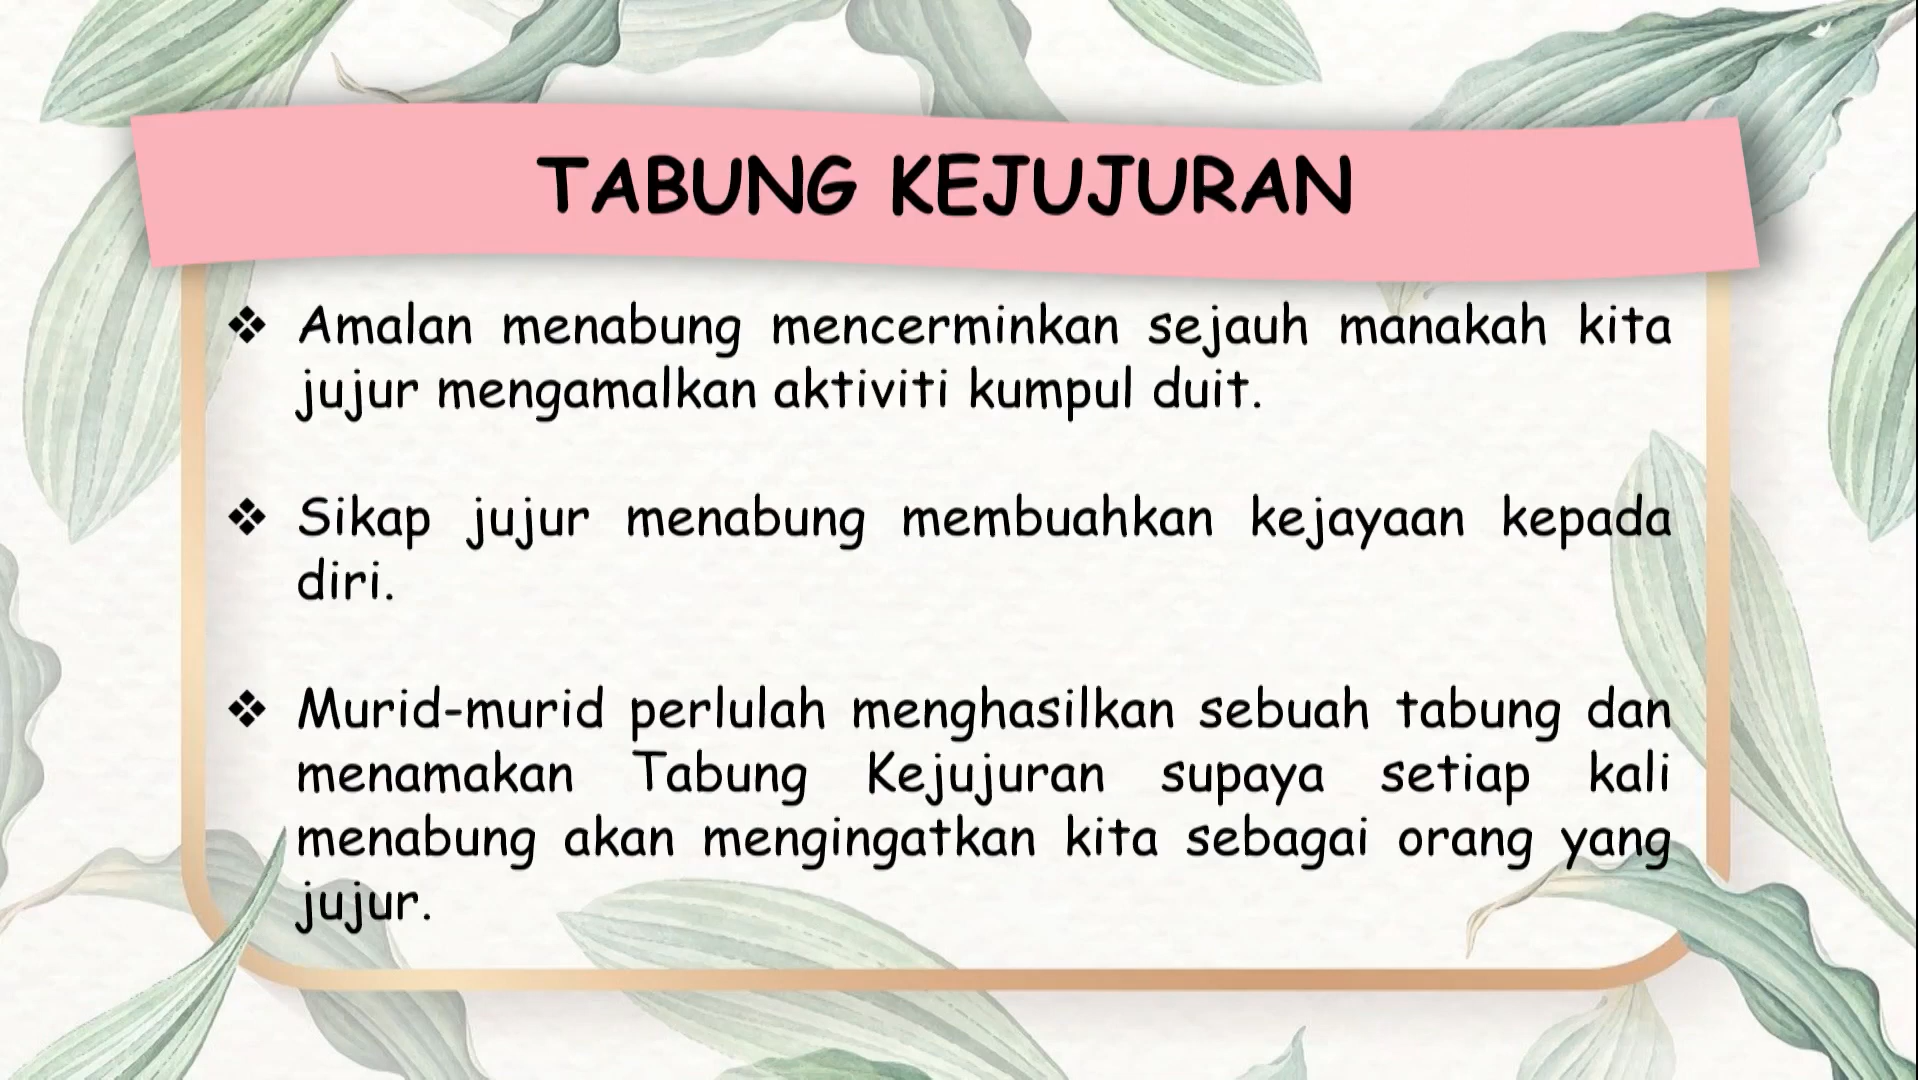 TABUNG KEJUJURAN
❖ Amalan menabung mencerminkan sejauh manakah kita
jujur mengamalkan aktiviti kumpul duit.
❖ Sikap jujur menabung membuahkan kejayaan kepada
diri.
❖ Murid-murid perlulah menghasilkan sebuah tabung dan
menamakan Tabung Kejujuran supaya setiap kali
menabung akan mengingatkan kita sebagai orang yang
jujur.